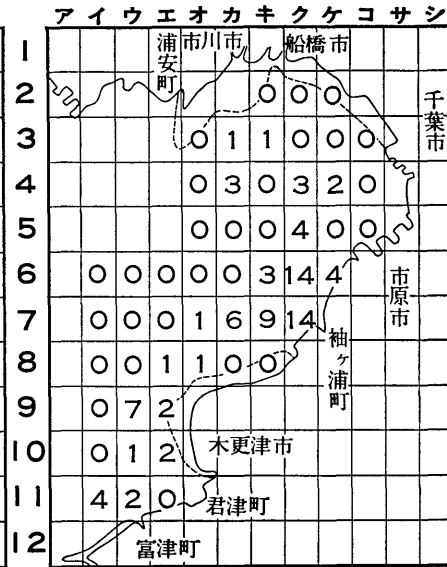 ア イ ウ エ オ カ キ ク ケ コ サ シ
1 浦安町 市川市 船橋市
2 0 0 0 千葉市
3 0 1 1 0 0 0
4 0 3 0 3 2 0
5 0 0 0 4 0 0
6 0 0 0 0 0 3 14 4 市原市
7 0 0 0 1 6 9 14 袖ヶ浦町
8 0 0 1 1 0 0
9 0 7 2
10 0 1 2 木更津市
11 4 2 0 君津町
12 富津町